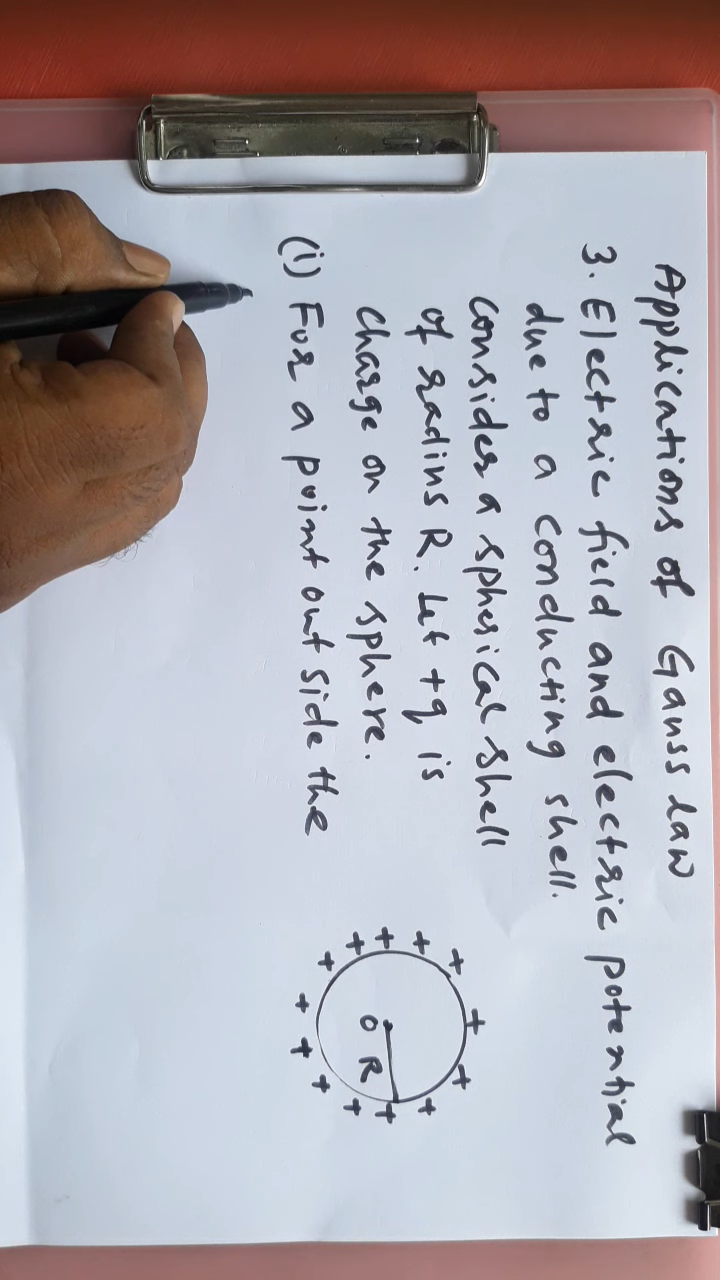 Applications of Gauss law
3. Electric field and electric potential
due to a conducting shell.
Consider a spherical shell
of radius R. Let +q is
charge on the sphere.
(i) For a point out side the
O R